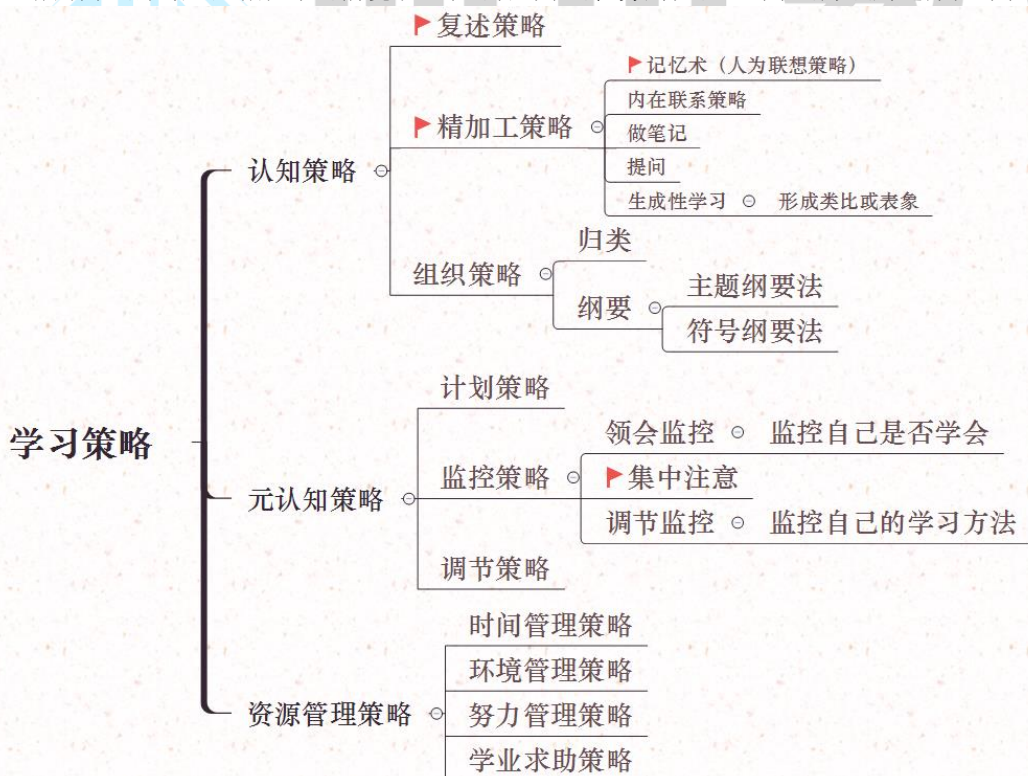 复述策略
记忆术（人为联想策略）
内在联系策略
精加工策略
做笔记
提问
认知策略
生成性学习
形成类比或表象
归类
组织策略
主题纲要法
纲要
符号纲要法
计划策略
领会监控
监控自己是否学会
学习策略
监控策略
集中注意
元认知策略
调节监控
监控自己的学习方法
调节策略
时间管理策略
环境管理策略
资源管理策略
努力管理策略
学业求助策略